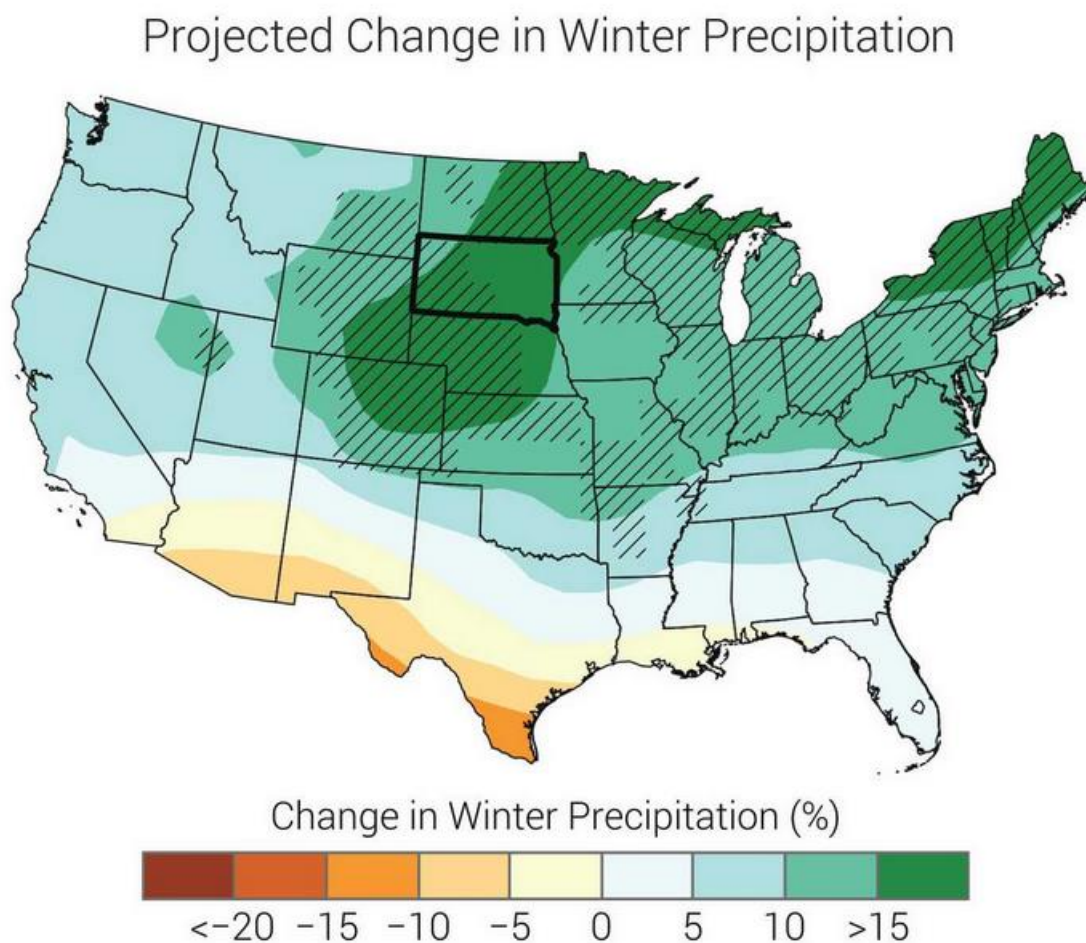 Projected Change in Winter Precipitation
Change in Winter Precipitation (%)
<−20 −15 −10 −5 0 5 10 >15